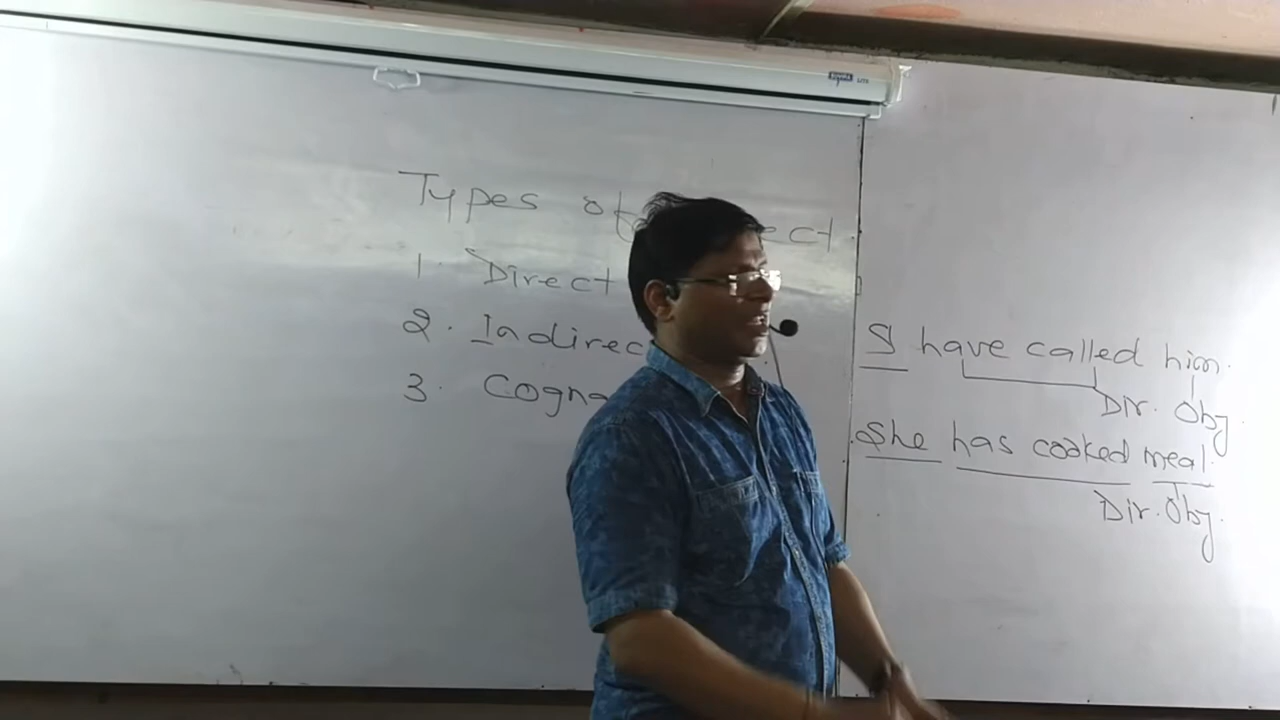 Types of ect
1. Direct
2. Indirec
3. Cogna
I have called him.
Dir. Obj
She has cooked meal.
Dir. Obj.